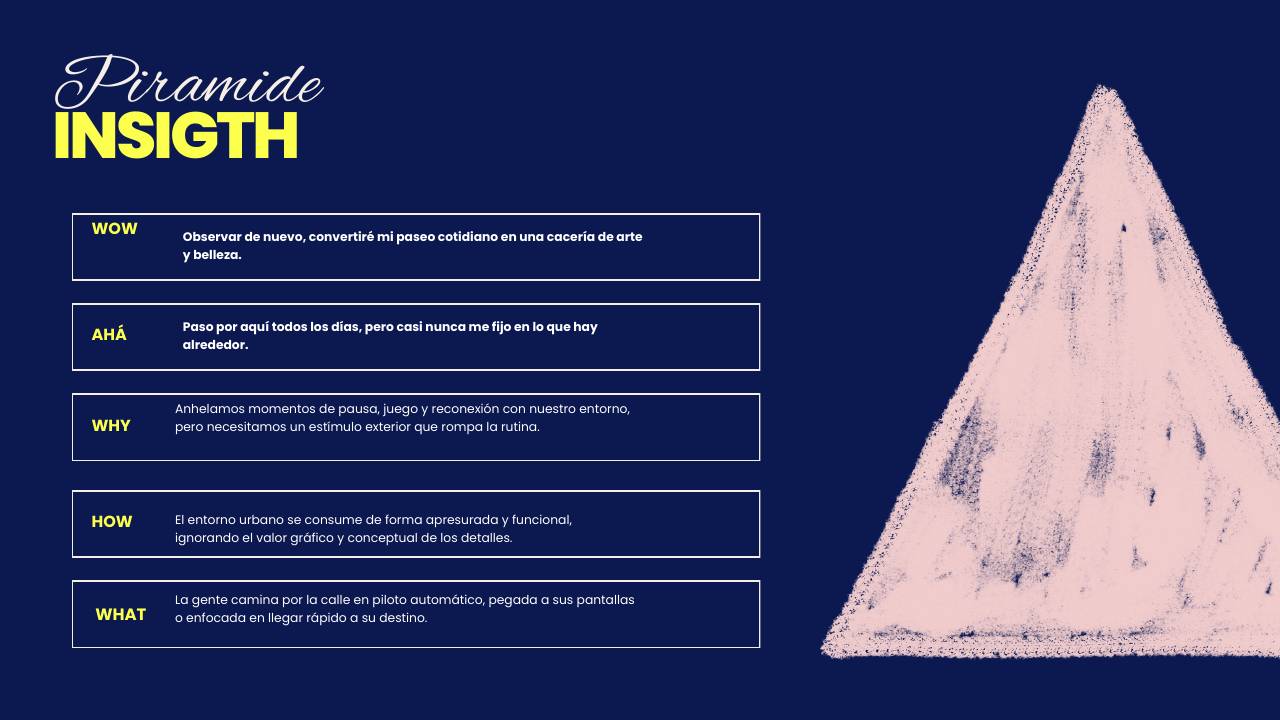 Piramide
INSIGTH
WOW
Observar de nuevo, convertiré mi paseo cotidiano en una cacería de arte
y belleza.
AHÁ
Paso por aquí todos los días, pero casi nunca me fijo en lo que hay
alrededor.
WHY
Anhelamos momentos de pausa, juego y reconexión con nuestro entorno,
pero necesitamos un estímulo exterior que rompa la rutina.
HOW
El entorno urbano se consume de forma apresurada y funcional,
ignorando el valor gráfico y conceptual de los detalles.
WHAT
La gente camina por la calle en piloto automático, pegada a sus pantallas
o enfocada en llegar rápido a su destino.